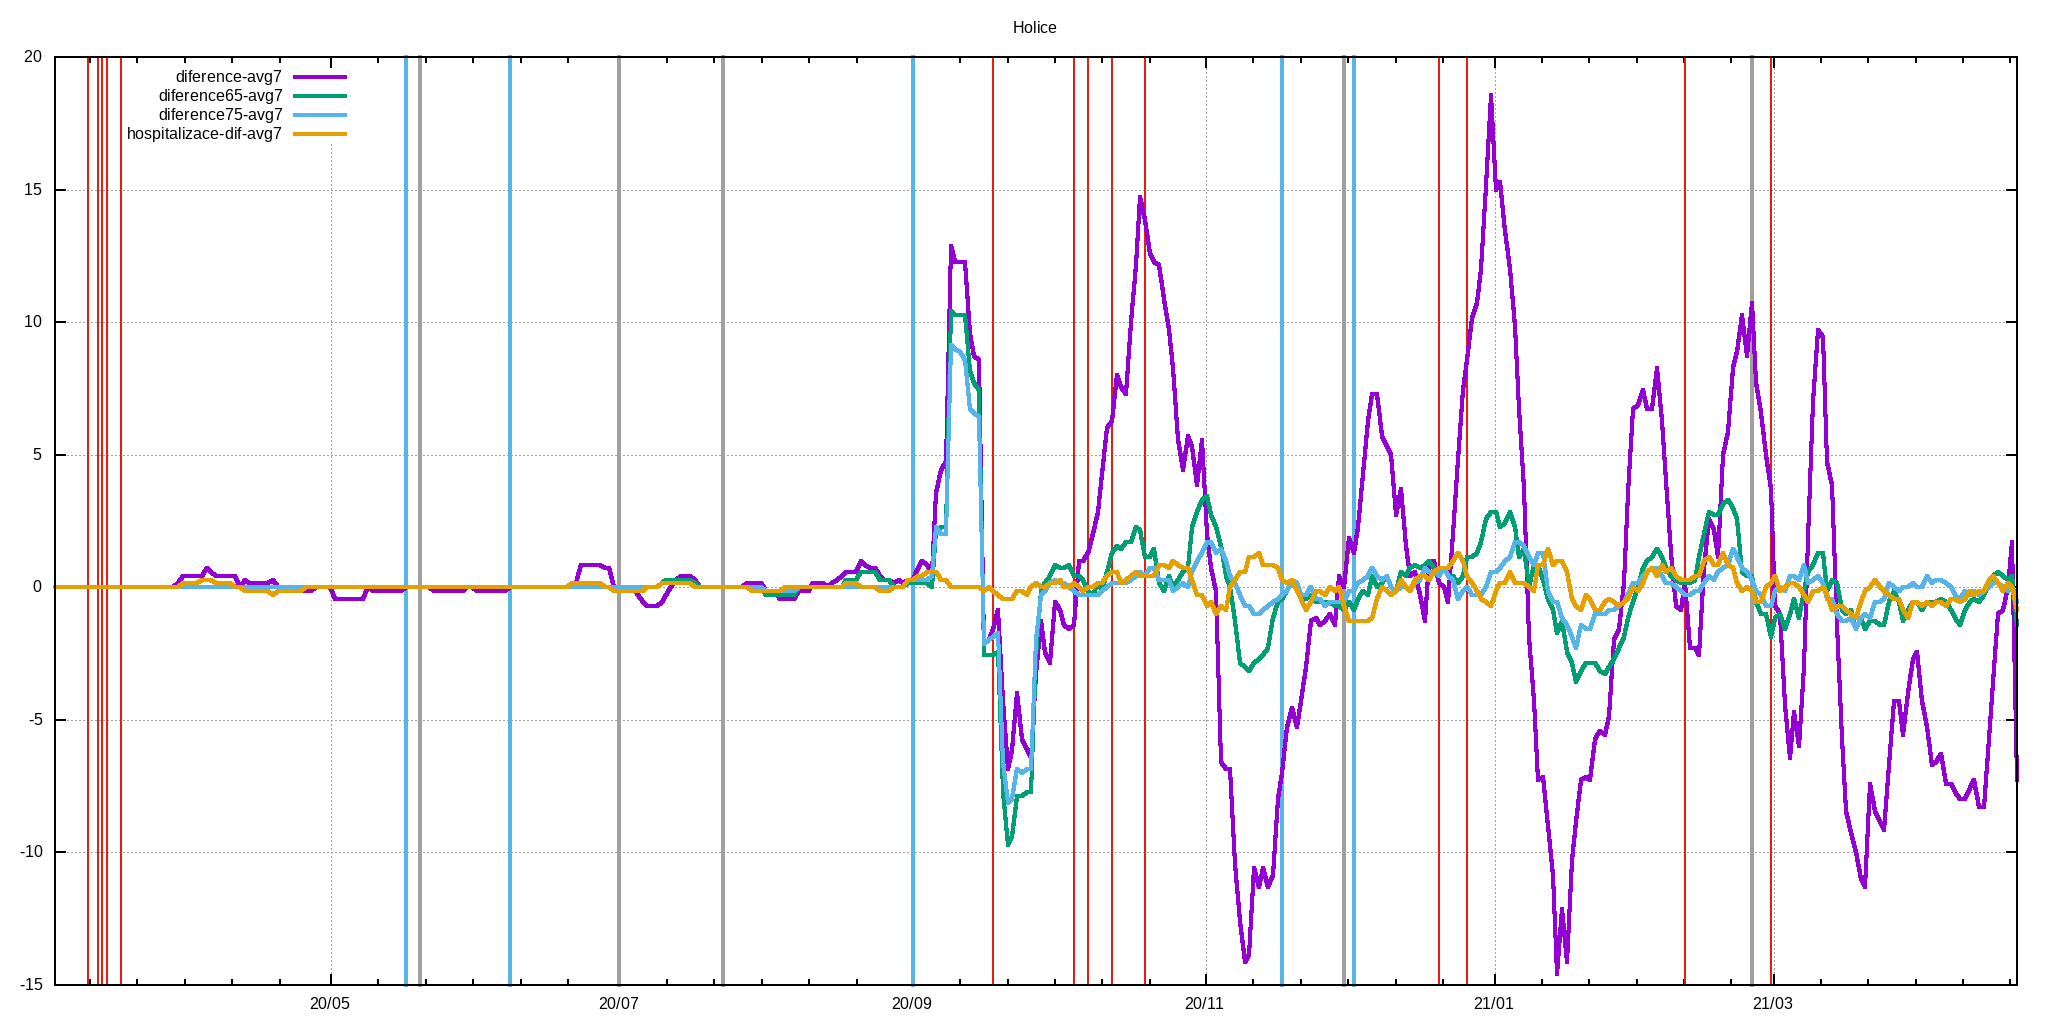 Holice
20
diference-avg7
diference65-avg7
diference75-avg7
hospitalizace-dif-avg7
15
10
5
0
-5
-10
-15
20/05 20/07 20/09 20/11 21/01 21/03